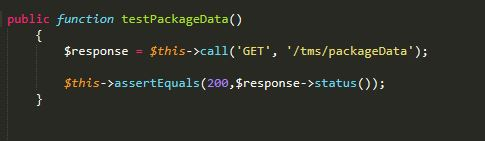 public function testPackageData()
{
$response = $this->call('GET', '/tms/packageData');
$this->assertEquals(200,$response->status());
}